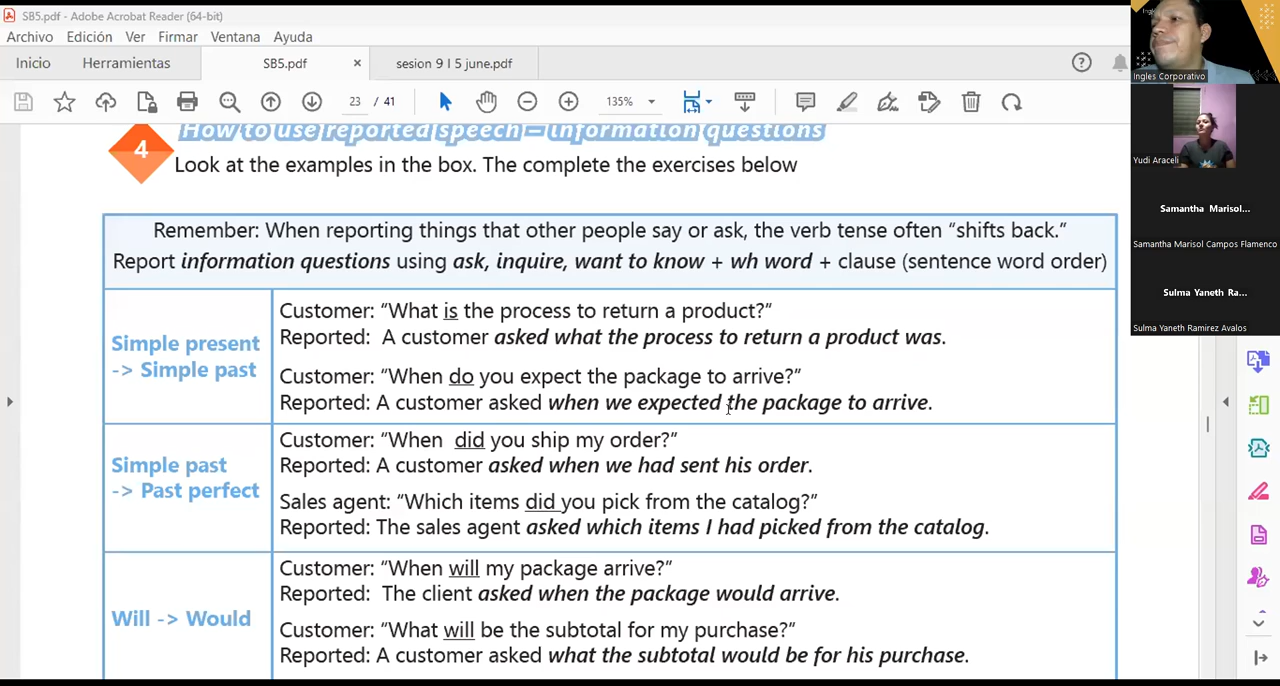 SB5.pdf - Adobe Acrobat Reader (64-bit)
Archivo Edición Ver Firmar Ventana Ayuda
Inicio Herramientas SB5.pdf × sesion 9 I 5 june.pdf
23 / 41 135%
4 How to use reported speech – information questions
Look at the examples in the box. The complete the exercises below
Remember: When reporting things that other people say or ask, the verb tense often “shifts back.”
Report information questions using ask, inquire, want to know + wh word + clause (sentence word order)
Simple present
-> Simple past
Customer: “What is the process to return a product?”
Reported: A customer asked what the process to return a product was.
Customer: “When do you expect the package to arrive?”
Reported: A customer asked when we expected the package to arrive.
Simple past
-> Past perfect
Customer: “When did you ship my order?”
Reported: A customer asked when we had sent his order.
Sales agent: “Which items did you pick from the catalog?”
Reported: The sales agent asked which items I had picked from the catalog.
Will -> Would
Customer: “When will my package arrive?”
Reported: The client asked when the package would arrive.
Customer: “What will be the subtotal for my purchase?”
Reported: A customer asked what the subtotal would be for his purchase.
Ingles Corporativo
Yudi Araceli
Samantha Marisol...
Samantha Marisol Campos Flamenco
Sulma Yaneth Ra...
Sulma Yaneth Ramirez Avalos